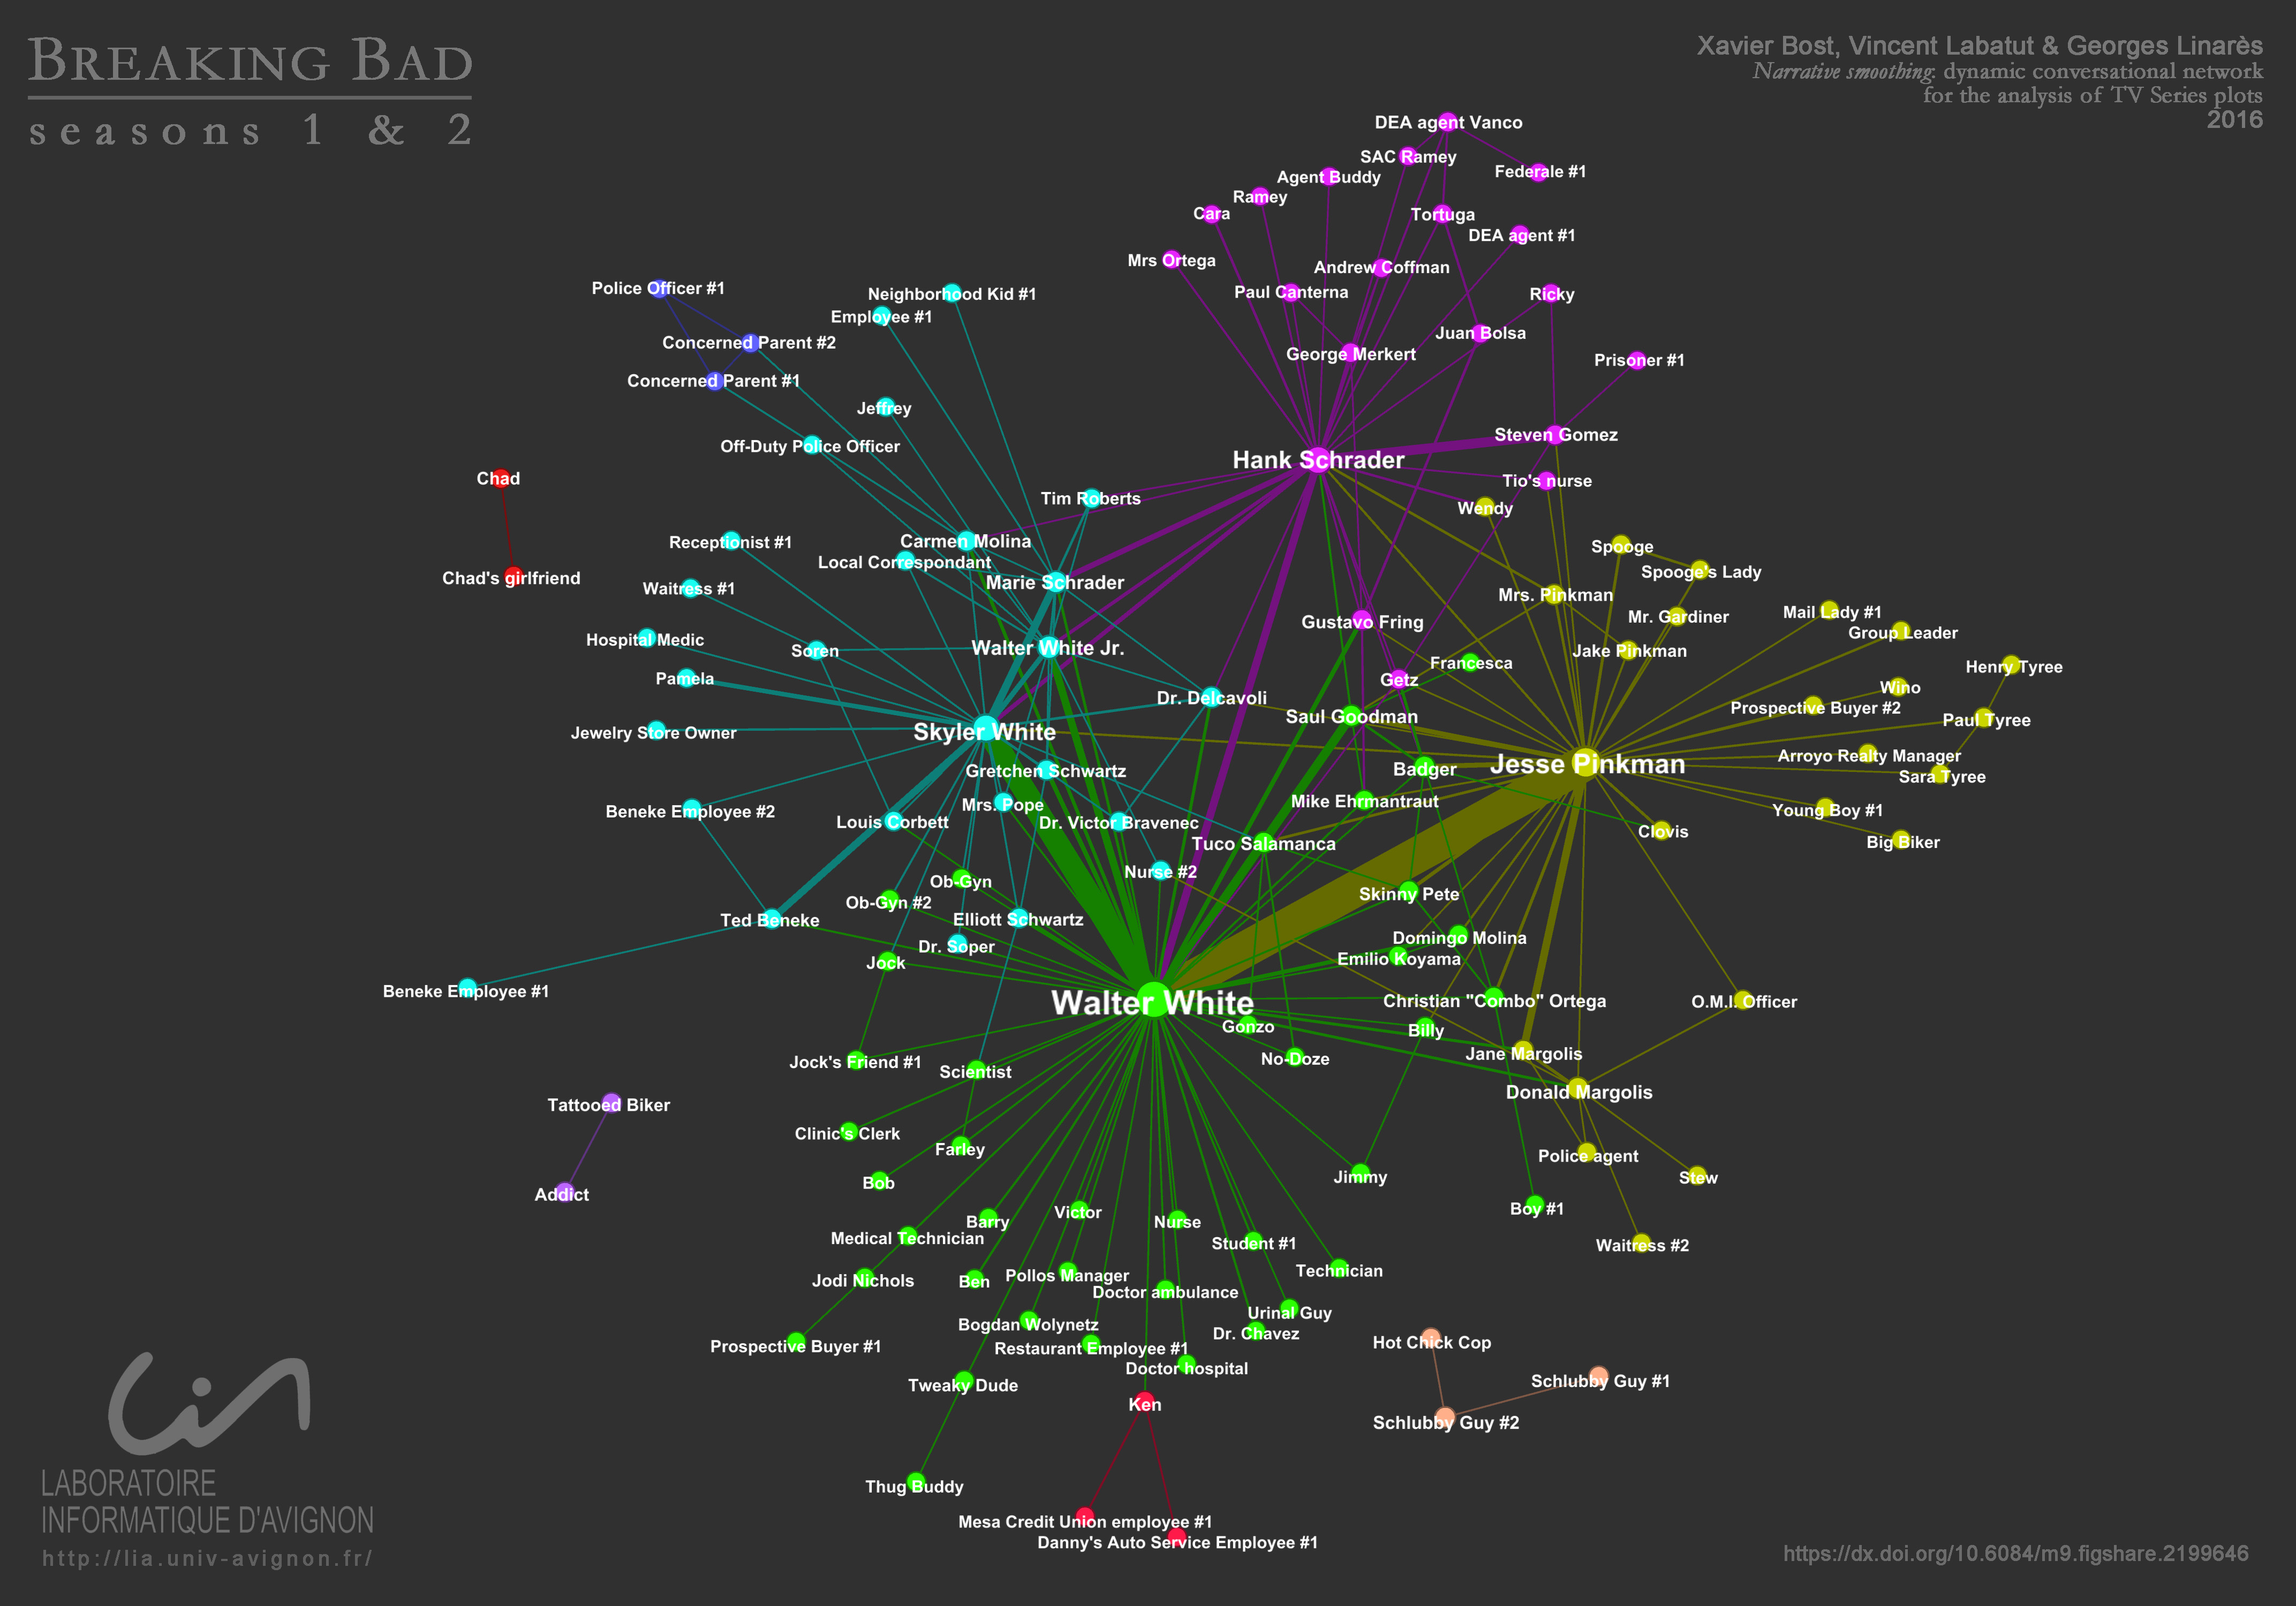 BREAKING BAD
seasons 1 & 2
Xavier Bost, Vincent Labatut & Georges Linarès
Narrative smoothing: dynamic conversational network
for the analysis of TV Series plots
2016
DEA agent Vanco
SAC Ramey
Federale #1
Agent Buddy
Ramey
Cara
Tortuga
DEA agent #1
Mrs Ortega
Andrew Coffman
Police Officer #1
Neighborhood Kid #1
Paul Canterna
Ricky
Employee #1
Juan Bolsa
Concerned Parent #2
George Merkert
Prisoner #1
Concerned Parent #1
Jeffrey
Steven Gomez
Off-Duty Police Officer
Hank Schrader
Chad
Tio's nurse
Tim Roberts
Wendy
Receptionist #1
Carmen Molina
Spooge
Local Correspondant
Spooge's Lady
Chad's girlfriend
Marie Schrader
Waitress #1
Mrs. Pinkman
Mail Lady #1
Mr. Gardiner
Gustavo Fring
Group Leader
Hospital Medic
Soren
Walter White Jr.
Jake Pinkman
Francesca
Henry Tyree
Pamela
Getz
Wino
Dr. Delcavoli
Prospective Buyer #2
Saul Goodman
Paul Tyree
Jewelry Store Owner
Skyler White
Arroyo Realty Manager
Jesse Pinkman
Gretchen Schwartz
Badger
Sara Tyree
Mike Ehrmantraut
Mrs. Pope
Beneke Employee #2
Young Boy #1
Louis Corbett
Dr. Victor Bravenec
Clovis
Tuco Salamanca
Big Biker
Nurse #2
Ob-Gyn
Skinny Pete
Ob-Gyn #2
Ted Beneke
Elliott Schwartz
Domingo Molina
Dr. Soper
Emilio Koyama
Jock
Beneke Employee #1
Walter White
Christian "Combo" Ortega
O.M.I. Officer
Gonzo
Billy
Jane Margolis
No-Doze
Jock's Friend #1
Scientist
Donald Margolis
Tattooed Biker
Clinic's Clerk
Farley
Police agent
Jimmy
Stew
Bob
Addict
Boy #1
Victor
Barry
Nurse
Medical Technician
Student #1
Waitress #2
Technician
Pollos Manager
Jodi Nichols
Ben
Doctor ambulance
Urinal Guy
Bogdan Wolynetz
Dr. Chavez
Hot Chick Cop
Prospective Buyer #1
Restaurant Employee #1
Doctor hospital
Schlubby Guy #1
Tweaky Dude
Ken
Schlubby Guy #2
Thug Buddy
Mesa Credit Union employee #1
Danny's Auto Service Employee #1
lia
LABORATOIRE
INFORMATIQUE D'AVIGNON
http://lia.univ-avignon.fr/
https://dx.doi.org/10.6084/m9.figshare.2199646